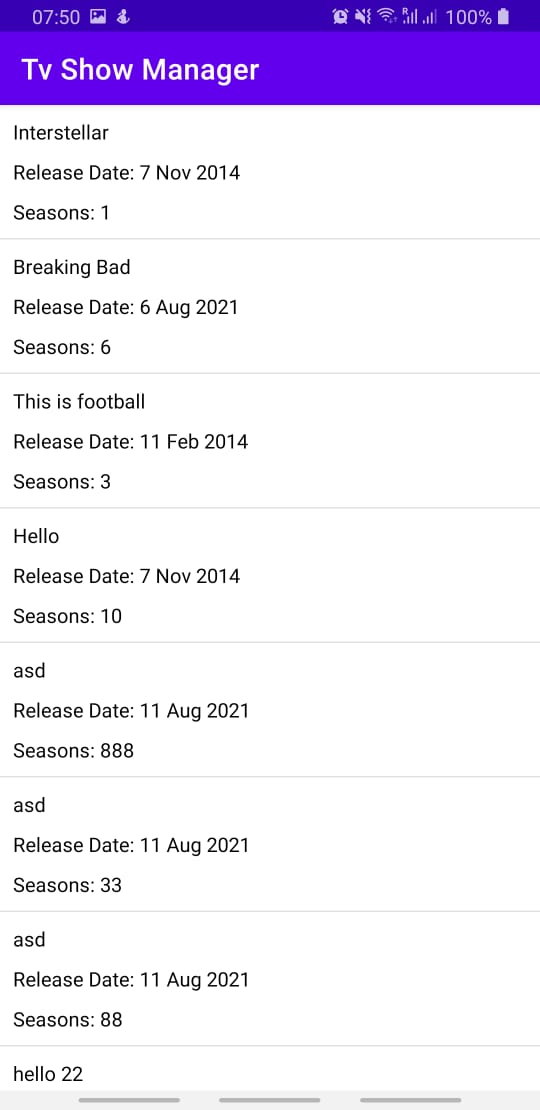 07:50 100%
Tv Show Manager
Interstellar
Release Date: 7 Nov 2014
Seasons: 1
Breaking Bad
Release Date: 6 Aug 2021
Seasons: 6
This is football
Release Date: 11 Feb 2014
Seasons: 3
Hello
Release Date: 7 Nov 2014
Seasons: 10
asd
Release Date: 11 Aug 2021
Seasons: 888
asd
Release Date: 11 Aug 2021
Seasons: 33
asd
Release Date: 11 Aug 2021
Seasons: 88
hello 22